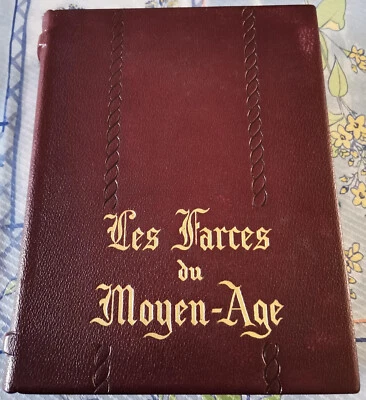 Les Farces
du
Moyen-Age